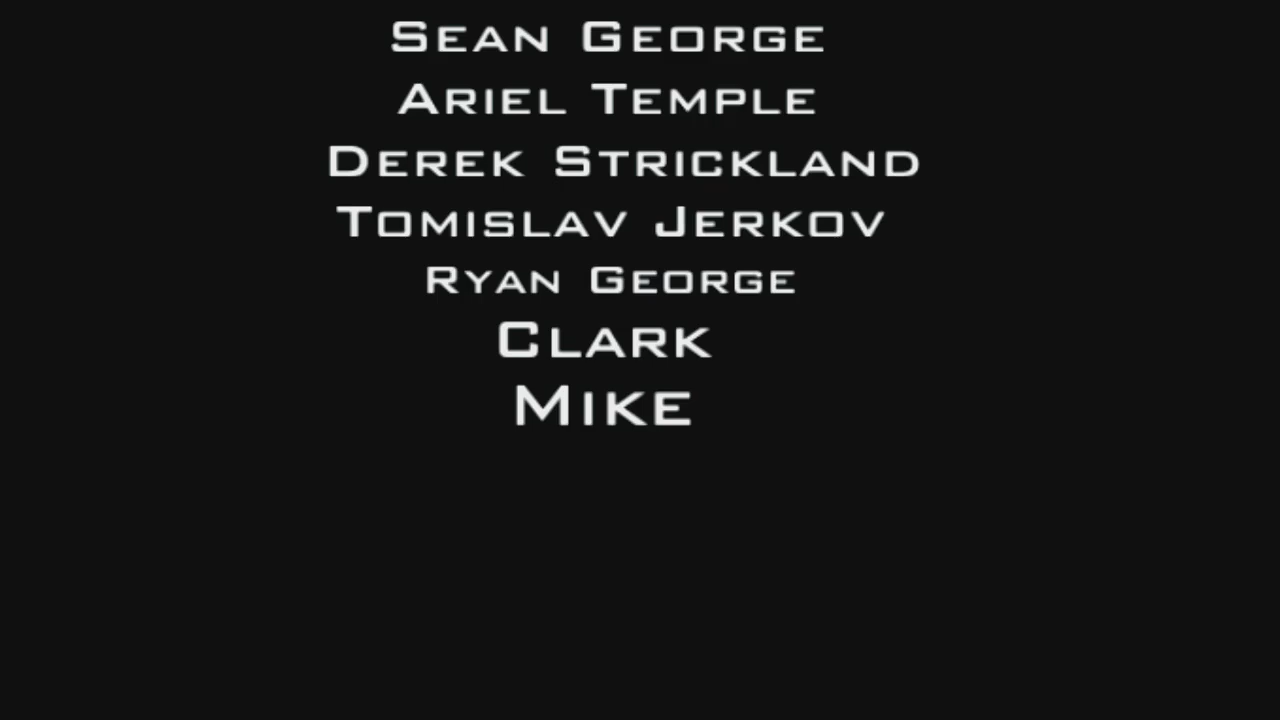 Sean George
Ariel Temple
Derek Strickland
Tomislav Jerkov
Ryan George
Clark
Mike